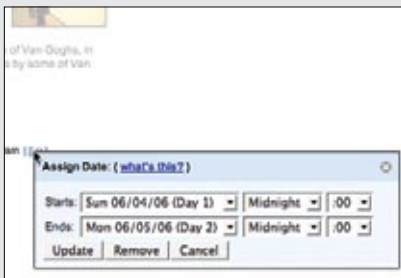 of Van Goghs, in
s by some of Van
am
Assign Date: ( what's this? )
Starts: Sun 06/04/06 (Day 1) Midnight :00
Ends: Mon 06/05/06 (Day 2) Midnight :00
Update Remove Cancel